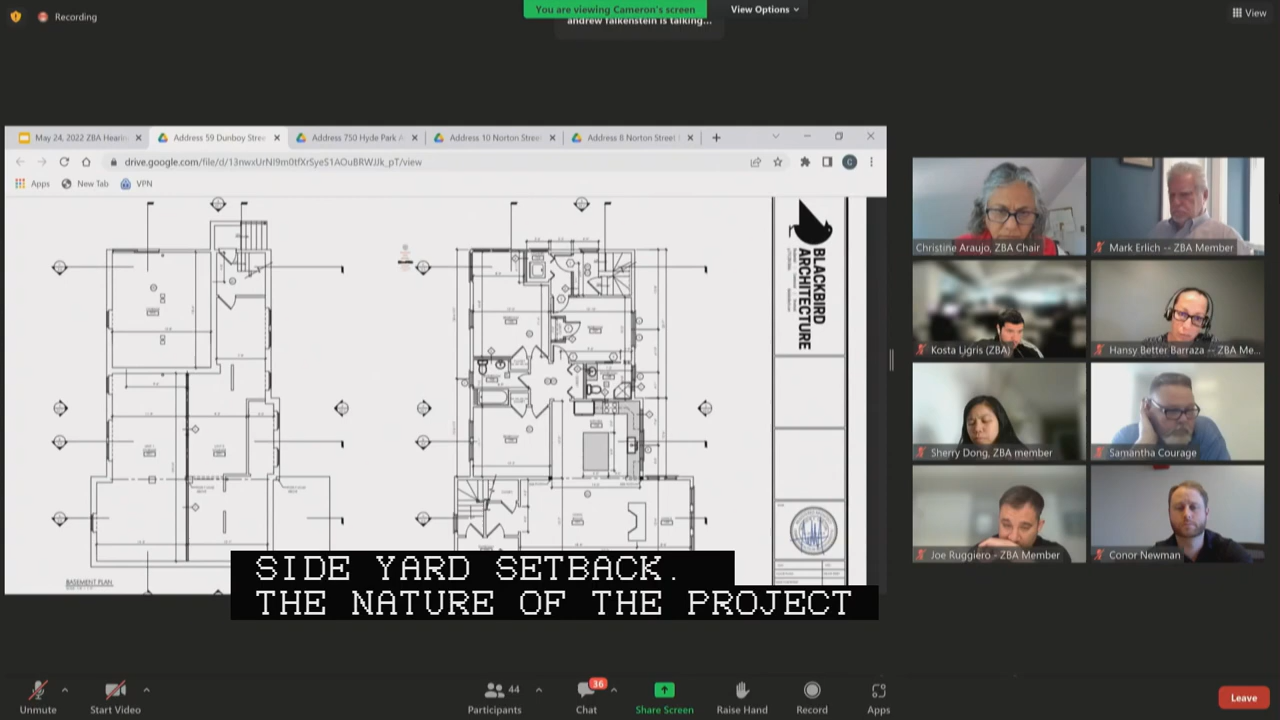 You are viewing Cameron's screen
View Options
Recording
andrew falkenstein is talking...
View
May 24, 2022 ZBA Hearin
Address 59 Dunboy Stree
Address 750 Hyde Park A
Address 10 Norton Street
Address 8 Norton Street
drive.google.com/file/d/13nwxUrNI9m0tfXrSyeS1AOuBRWJJk_pT/view
C
Apps
New Tab
VPN
BLACKBIRD
ARCHITECTURE
BASEMENT PLAN
SIDE YARD SETBACK.
THE NATURE OF THE PROJECT
Christine Araujo, ZBA Chair
Mark Erlich -- ZBA Member
Kosta Ligris (ZBA)
Hansy Better Barraza -- ZBA Me...
Sherry Dong, ZBA member
Samantha Courage
Joe Ruggiero - ZBA Member
Conor Newman
Unmute
Start Video
44
Participants
36
Chat
Share Screen
Raise Hand
Record
Apps
Leave